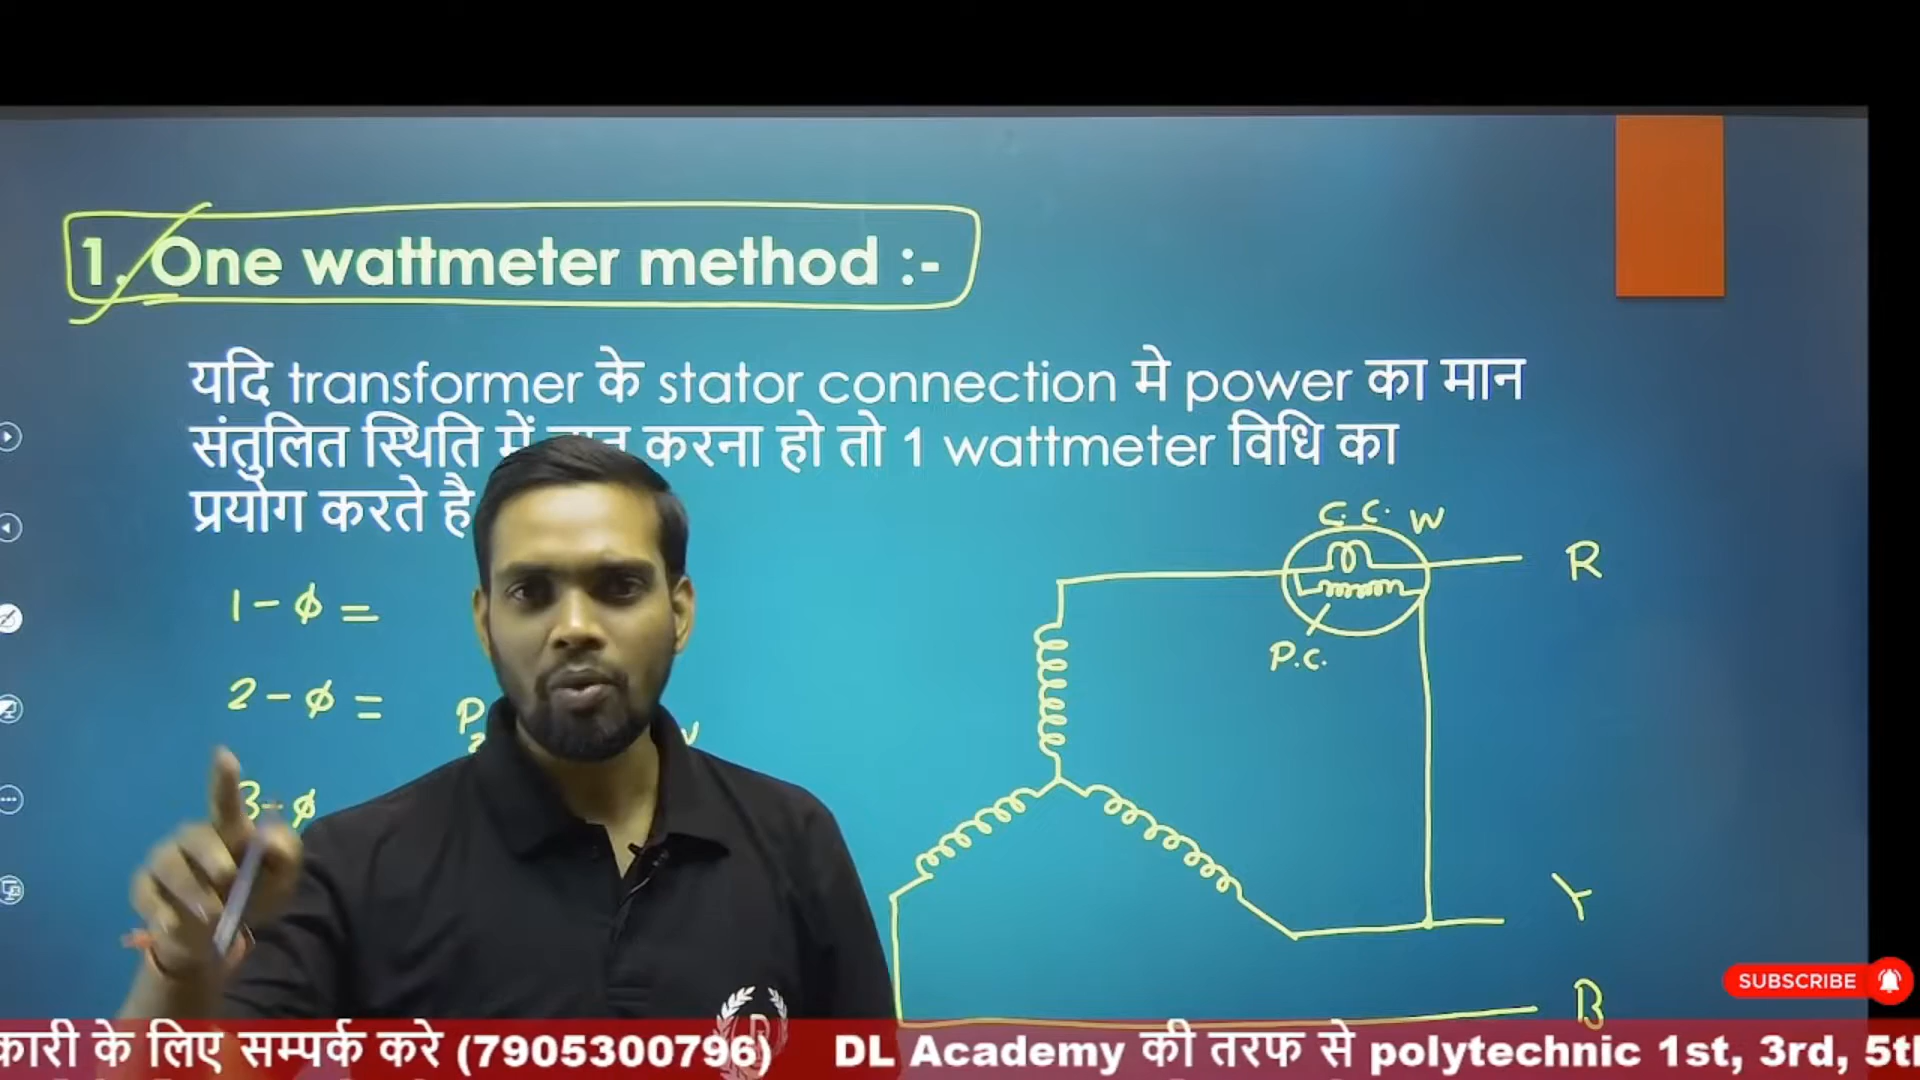 1. One wattmeter method :-
यदि transformer के stator connection मे power का मान
संतुलित स्थिति में करना हो तो 1 wattmeter विधि का
प्रयोग करते है
C.C. W
R
1-ϕ =
P.C.
2-ϕ = P
3-ϕ
Y
SUBSCRIBE
B
के लिए सम्पर्क करे (7905300796) DL Academy की तरफ से polytechnic 1st, 3rd,